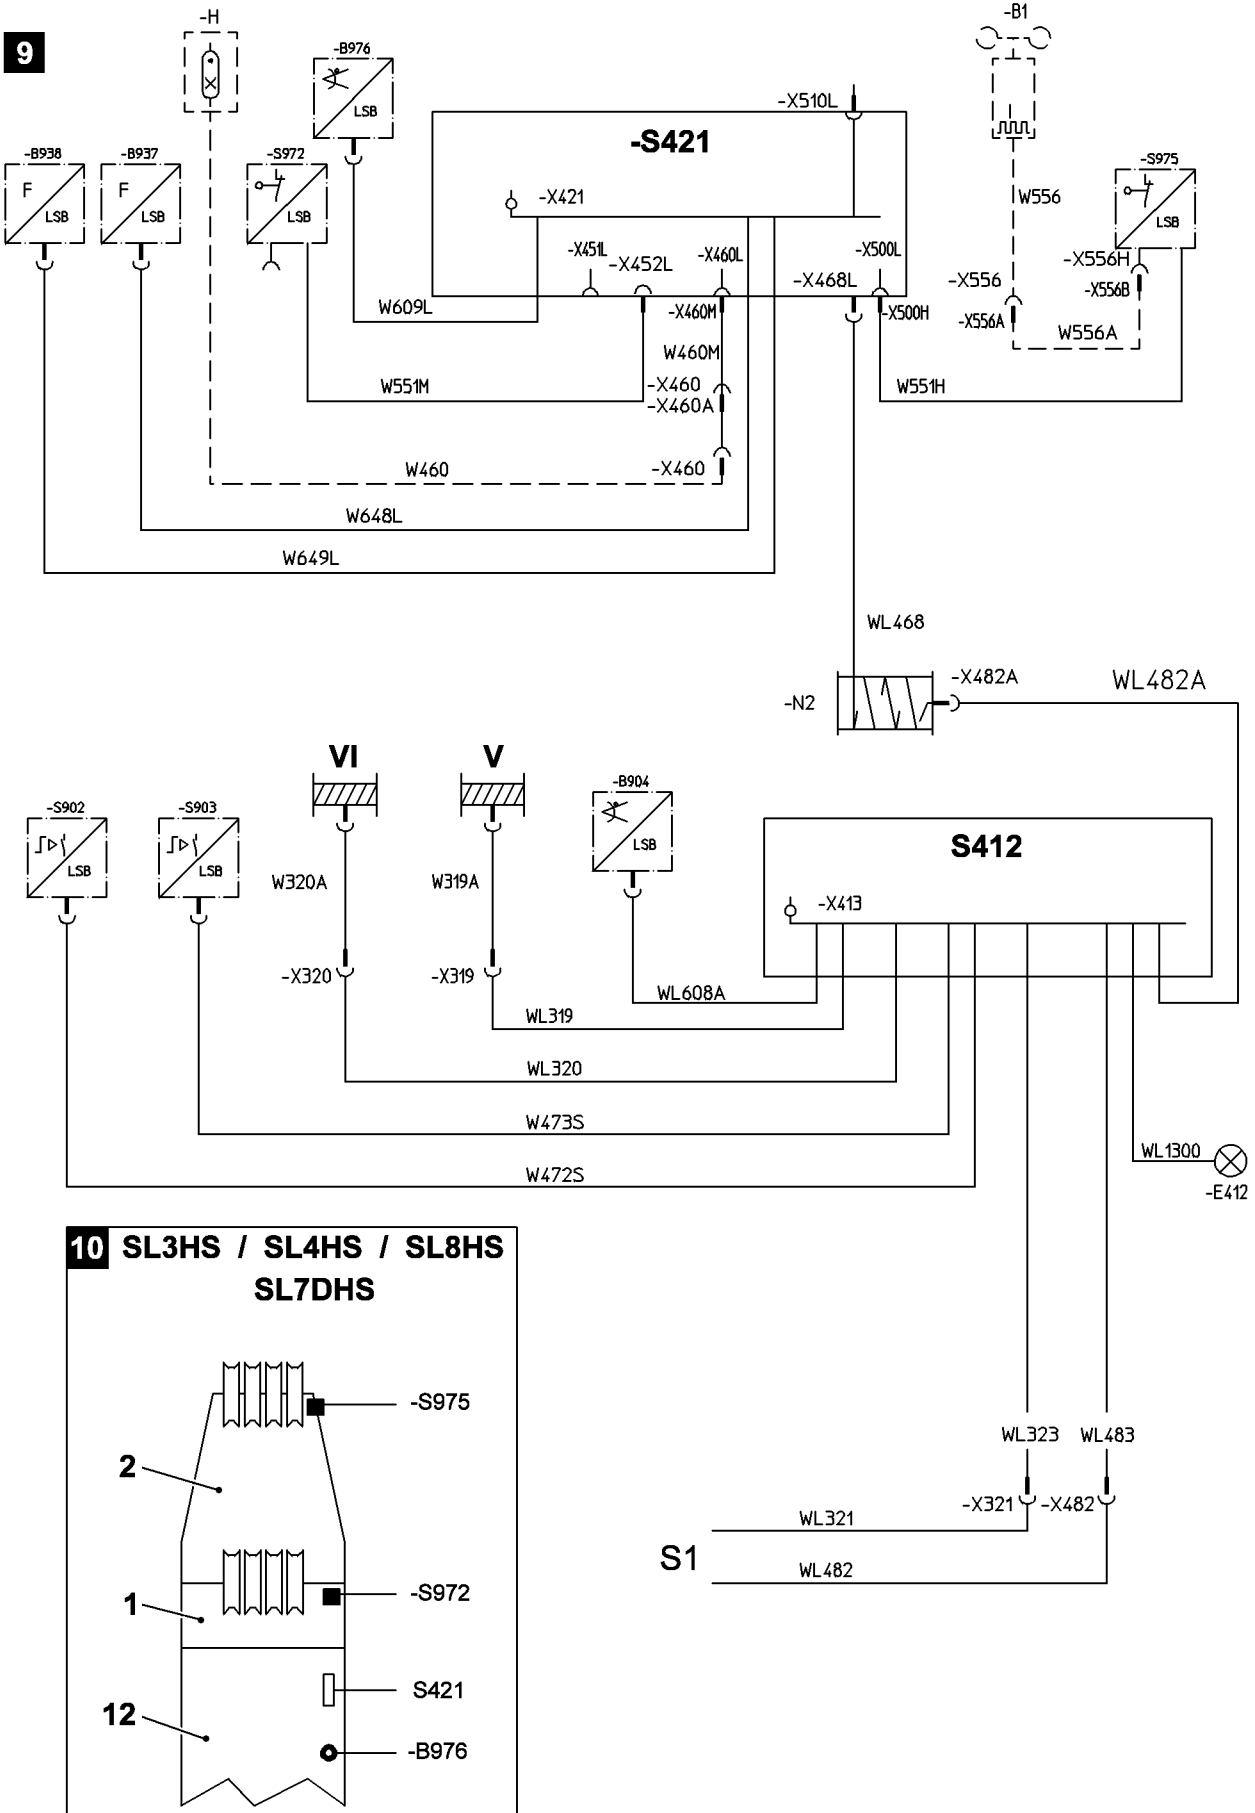 9
-H
-B976
LSB
-B938
F
LSB
-B937
F
LSB
-S972
LSB
-S421
-X510L
-X421
-X451L
-X452L
-X460L
-X468L
-X500L
-B1
W556
-S975
LSB
-X556H
-X556B
-X556
-X556A
W556A
W609L
-X460M
-X500H
W460M
W551M
-X460
-X460A
W551H
W460
-X460
W648L
W649L
WL468
-N2
-X482A
WL482A
VI
V
-S902
LSB
-S903
LSB
-B904
LSB
S412
-X413
W320A
W319A
-X320
-X319
WL608A
WL319
WL320
W473S
W472S
WL1300
-E412
10 SL3HS / SL4HS / SL8HS
SL7DHS
-S975
2
-S972
1
S421
12
-B976
WL323
WL483
-X321
-X482
WL321
S1
WL482